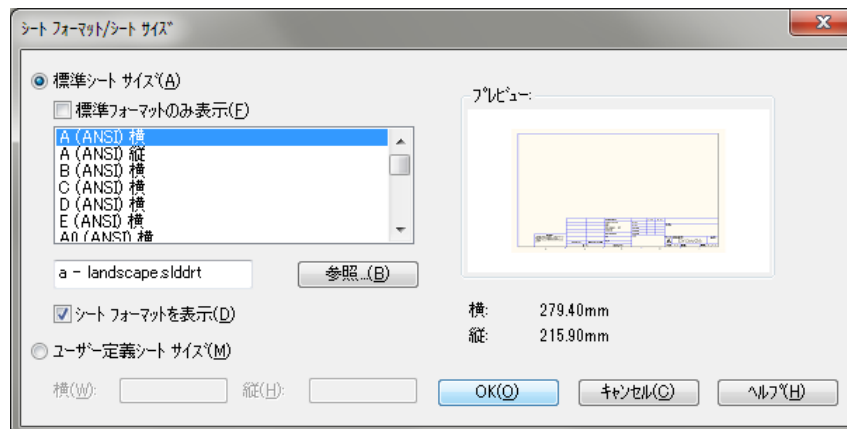 シート フォーマット/シート サイズ
標準シート サイズ(A)
標準フォーマットのみ表示(F)
A (ANSI) 横
A (ANSI) 縦
B (ANSI) 横
C (ANSI) 横
D (ANSI) 横
E (ANSI) 横
A0 (ANSI) 横
a - landscape.slddrt
参照...(B)
シート フォーマットを表示(D)
ユーザー定義シート サイズ(M)
横(W):
縦(H):
プレビュー:
横: 279.40mm
縦: 215.90mm
OK(O)
キャンセル(C)
ヘルプ(H)